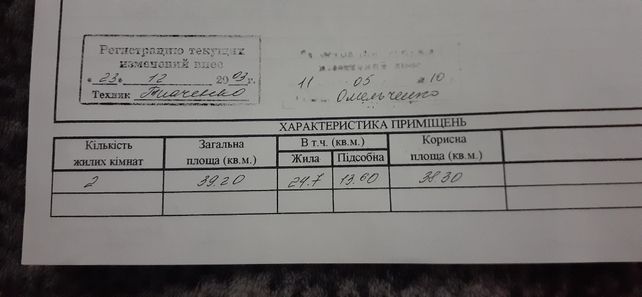 Регистрацию текущих
изменений внес
"23" 12 2003 г.
Техник Ткаченко
11 05 10
Омельченко
ХАРАКТЕРИСТИКА ПРИМІЩЕНЬ
Кількість жилих кімнат
Загальна площа (кв.м.)
В т.ч. (кв.м.)
Жила
Підсобна
Корисна площа (кв.м.)
2 39.20 24.7 13.60 38.30